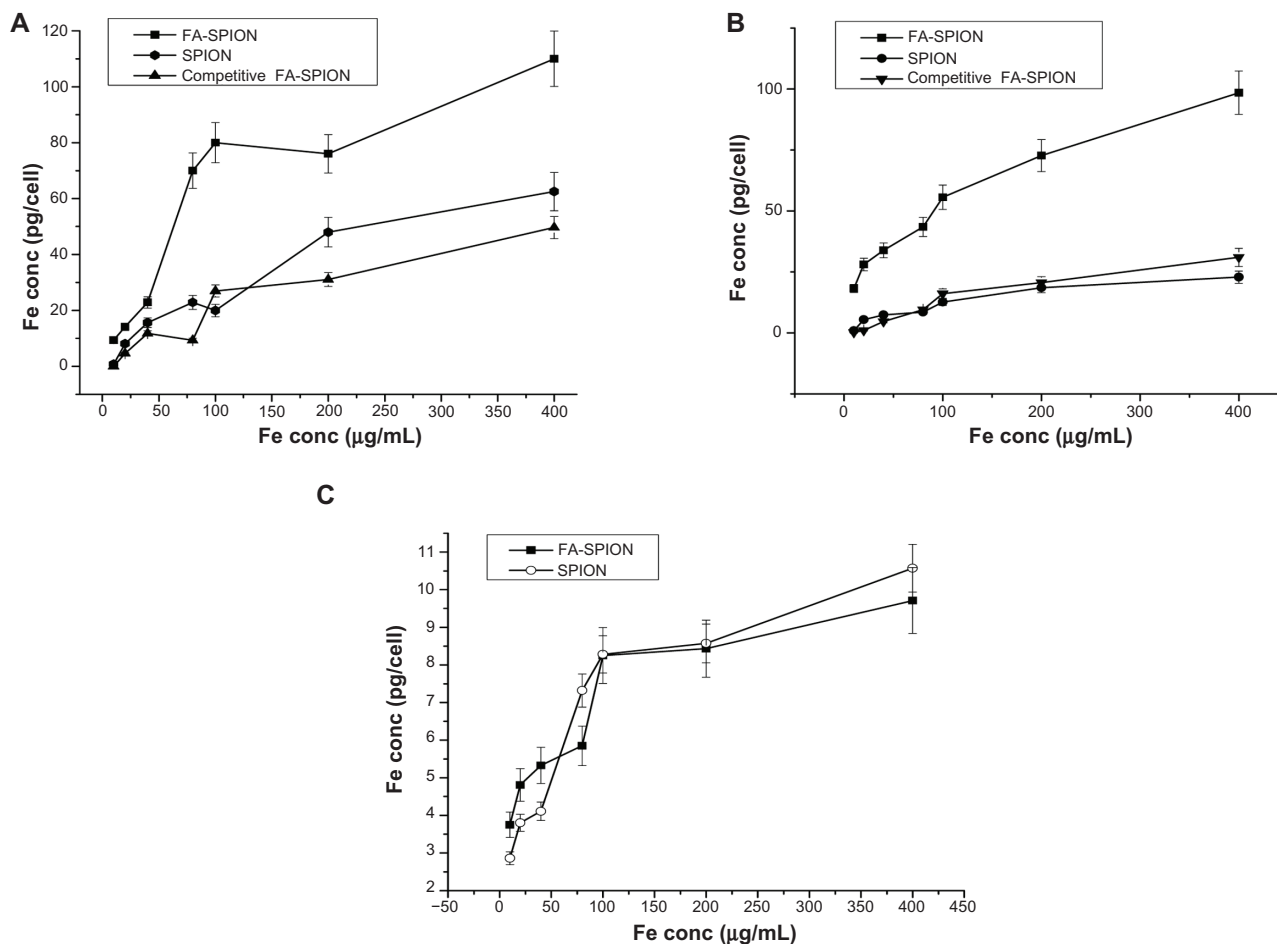 A
FA-SPION
SPION
Competitive FA-SPION
120
100
80
60
40
20
0
Fe conc (pg/cell)
0 50 100 150 200 250 300 350 400
Fe conc (μg/mL)
B
FA-SPION
SPION
Competitive FA-SPION
100
50
0
Fe conc (pg/cell)
0 50 100 150 200 250 300 350 400
Fe conc (μg/mL)
C
FA-SPION
SPION
11
10
9
8
7
6
5
4
3
2
Fe conc (pg/cell)
−50 0 50 100 150 200 250 300 350 400 450
Fe conc (μg/mL)